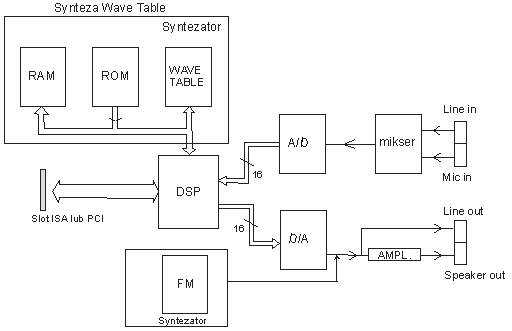 Synteza Wave Table
Syntezator
RAM
ROM
WAVE
TABLE
Line in
A/D
mikser
16
Mic in
DSP
Slot ISA lub PCI
Line out
16
D/A
AMPL.
Speaker out
FM
Syntezator